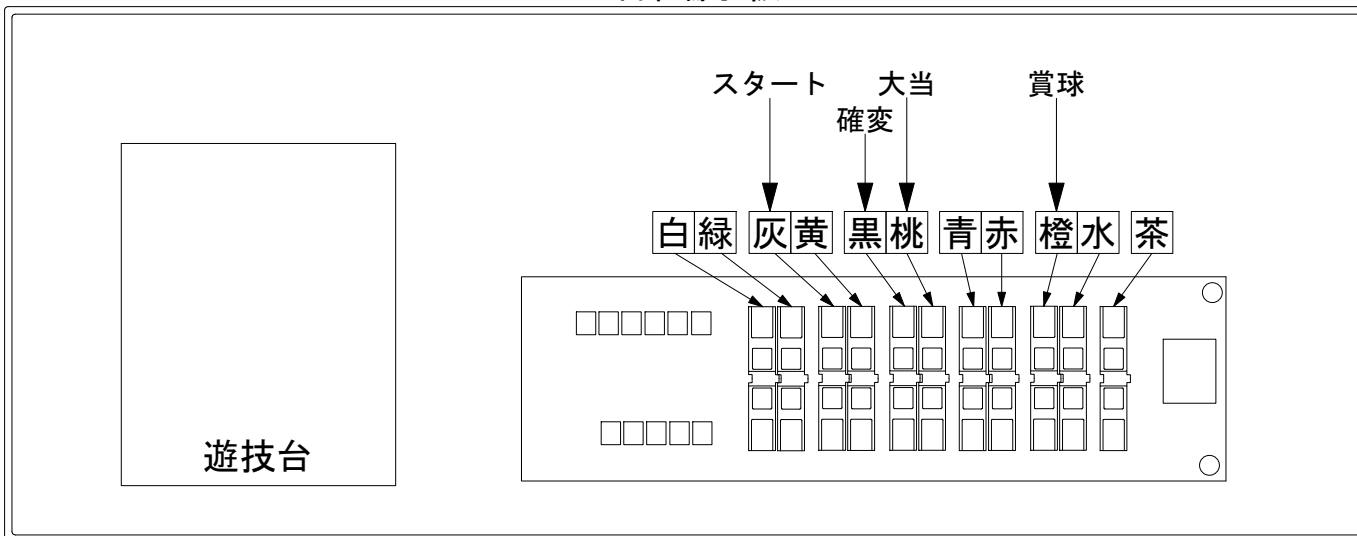 スタート
大当
賞球
確変
白 緑 灰 黄 黒 桃 青 赤 橙 水 茶
遊技台